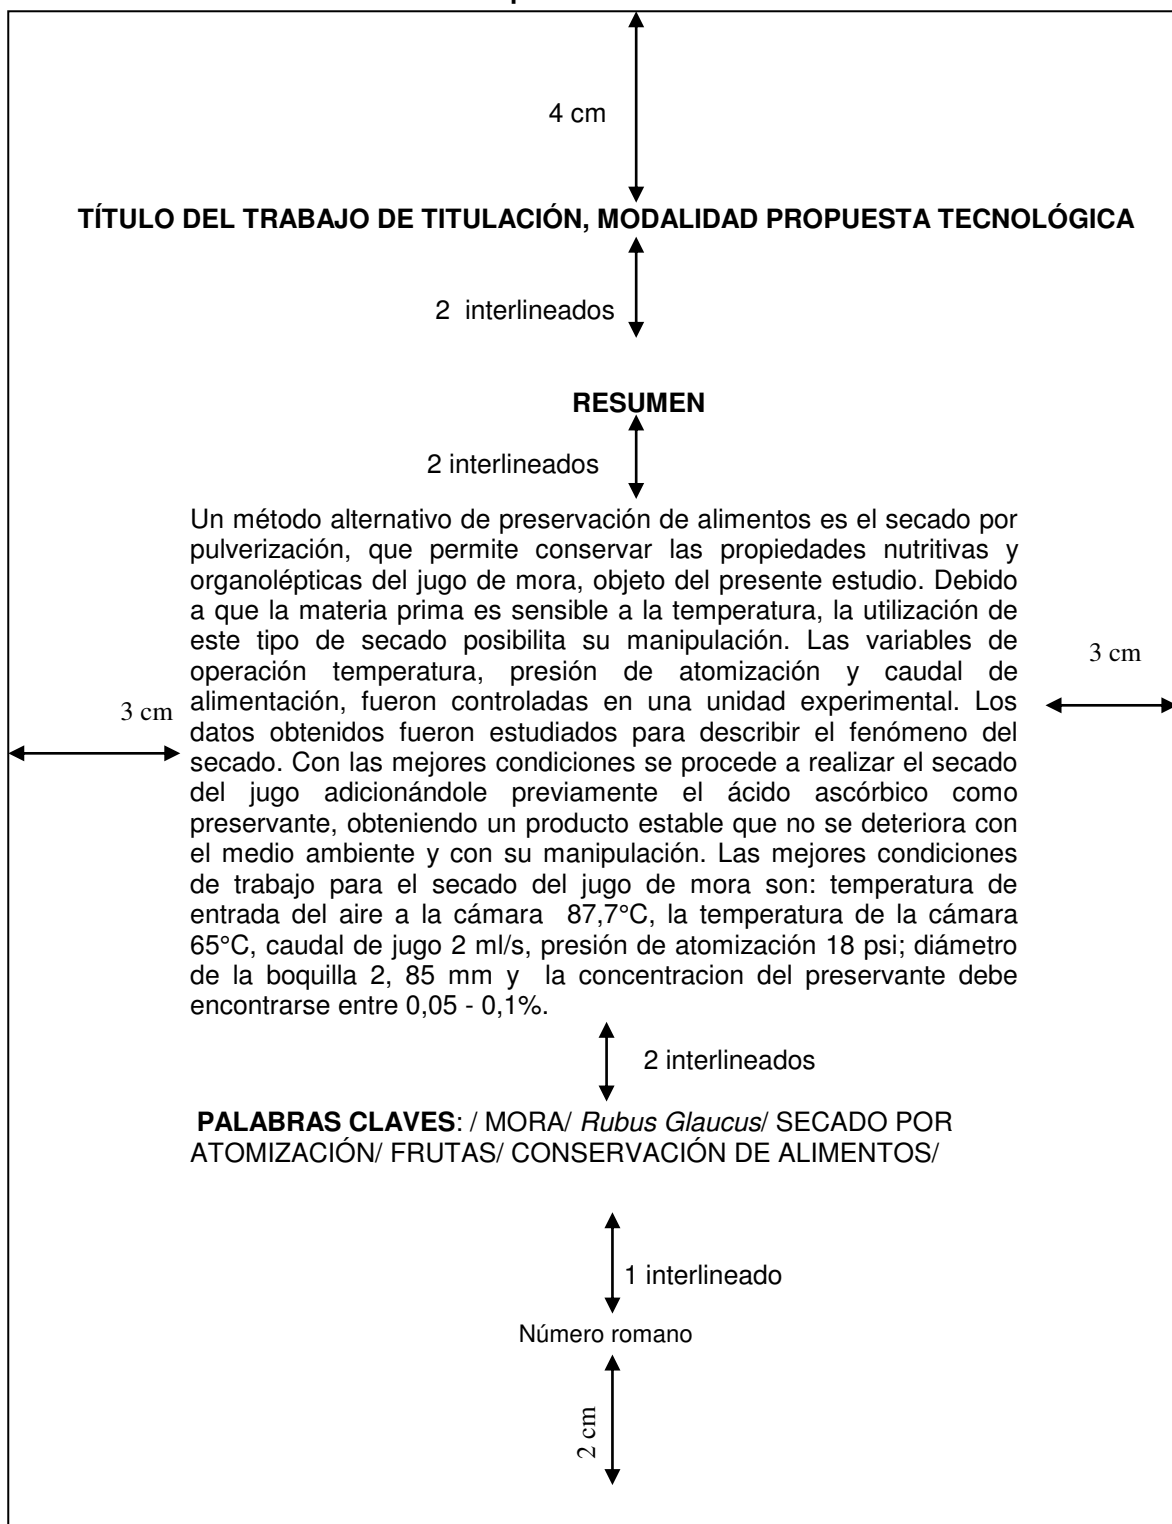 4 cm
TÍTULO DEL TRABAJO DE TITULACIÓN, MODALIDAD PROPUESTA TECNOLÓGICA
2 interlineados
RESUMEN
2 interlineados
Un método alternativo de preservación de alimentos es el secado por
pulverización, que permite conservar las propiedades nutritivas y
organolépticas del jugo de mora, objeto del presente estudio. Debido
a que la materia prima es sensible a la temperatura, la utilización de
este tipo de secado posibilita su manipulación. Las variables de
operación temperatura, presión de atomización y caudal de
alimentación, fueron controladas en una unidad experimental. Los
datos obtenidos fueron estudiados para describir el fenómeno del
secado. Con las mejores condiciones se procede a realizar el secado
del jugo adicionándole previamente el ácido ascórbico como
preservante, obteniendo un producto estable que no se deteriora con
el medio ambiente y con su manipulación. Las mejores condiciones
de trabajo para el secado del jugo de mora son: temperatura de
entrada del aire a la cámara 87,7°C, la temperatura de la cámara
65°C, caudal de jugo 2 ml/s, presión de atomización 18 psi; diámetro
de la boquilla 2, 85 mm y la concentracion del preservante debe
encontrarse entre 0,05 - 0,1%.
3 cm
3 cm
2 interlineados
PALABRAS CLAVES: / MORA/ Rubus Glaucus/ SECADO POR
ATOMIZACIÓN/ FRUTAS/ CONSERVACIÓN DE ALIMENTOS/
1 interlineado
Número romano
2 cm